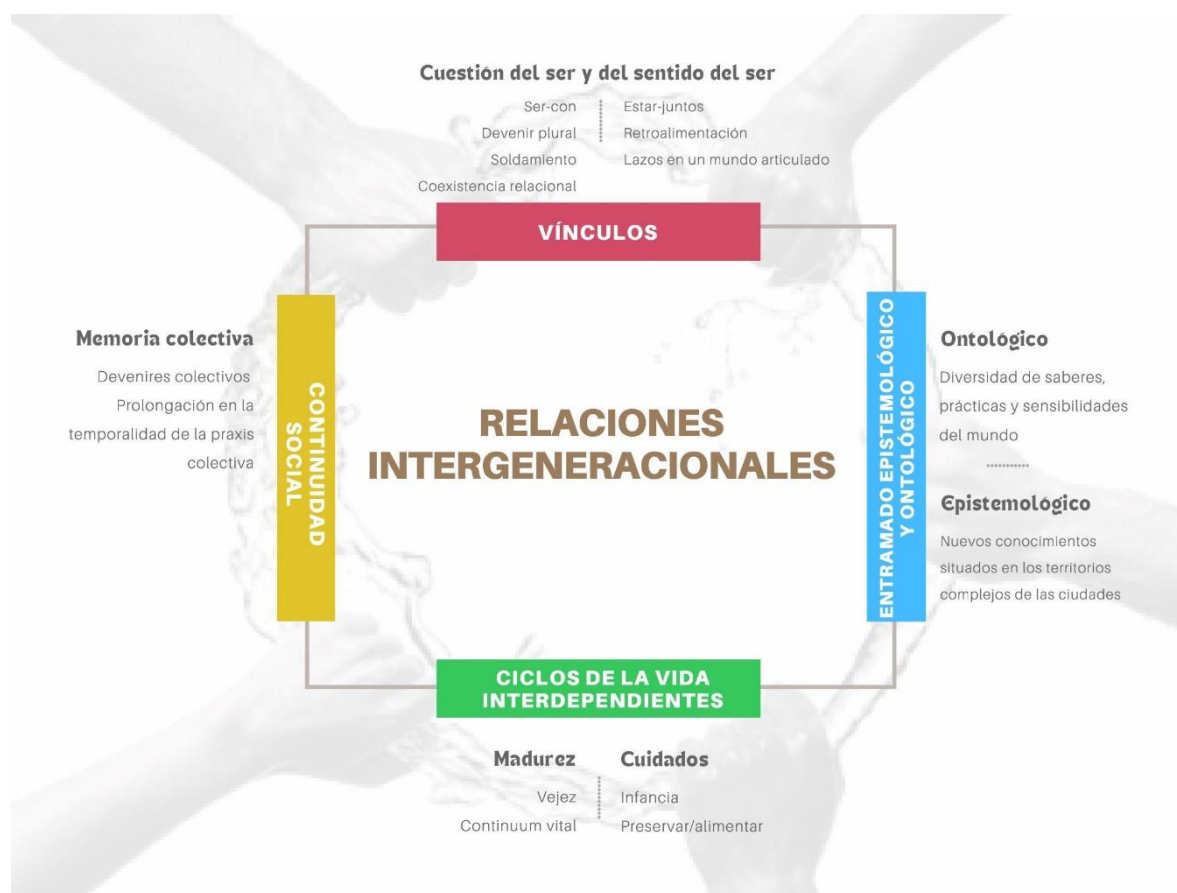 Cuestión del ser y del sentido del ser
Ser-con
Devenir plural
Soldamiento
Coexistencia relacional
Estar-juntos
Retroalimentación
Lazos en un mundo articulado
VÍNCULOS
Memoria colectiva
Devenires colectivos
Prolongación en la
temporalidad de la praxis
colectiva
CONTINUIDAD
SOCIAL
RELACIONES
INTERGENERACIONALES
ENTRAMADO EPISTEMOLÓGICO
Y ONTOLÓGICO
Ontológico
Diversidad de saberes,
prácticas y sensibilidades
del mundo
Epistemológico
Nuevos conocimientos
situados en los territorios
complejos de las ciudades
CICLOS DE LA VIDA
INTERDEPENDIENTES
Madurez
Vejez
Continuum vital
Cuidados
Infancia
Preservar/alimentar